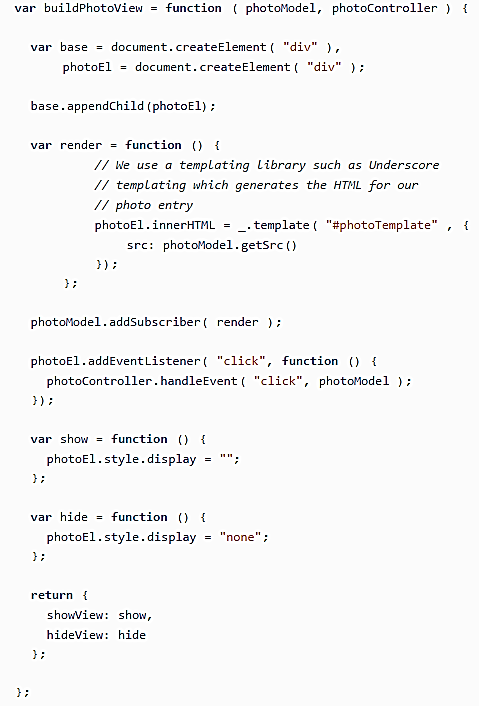 var buildPhotoView = function ( photoModel, photoController ) {
var base = document.createElement( "div" ),
photoEl = document.createElement( "div" );
base.appendChild(photoEl);
var render = function () {
// We use a templating library such as Underscore
// templating which generates the HTML for our
// photo entry
photoEl.innerHTML = _.template( "#photoTemplate" , {
src: photoModel.getSrc()
});
};
photoModel.addSubscriber( render );
photoEl.addEventListener( "click", function () {
photoController.handleEvent( "click", photoModel );
});
var show = function () {
photoEl.style.display = "";
};
var hide = function () {
photoEl.style.display = "none";
};
return {
showView: show,
hideView: hide
};
};